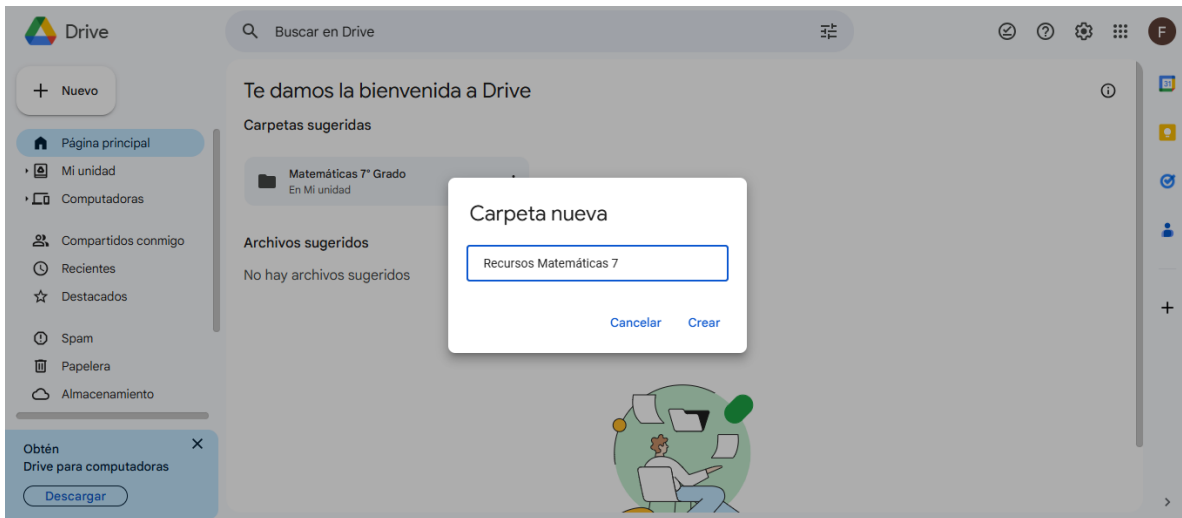 Drive
Buscar en Drive
F
Nuevo
Te damos la bienvenida a Drive
31
Página principal
Carpetas sugeridas
Mi unidad
Matemáticas 7° Grado
En Mi unidad
Computadoras
Carpeta nueva
Compartidos conmigo
Archivos sugeridos
Recursos Matemáticas 7
Recientes
No hay archivos sugeridos
Destacados
Cancelar
Crear
Spam
Papelera
Almacenamiento
Obtén
Drive para computadoras
Descargar